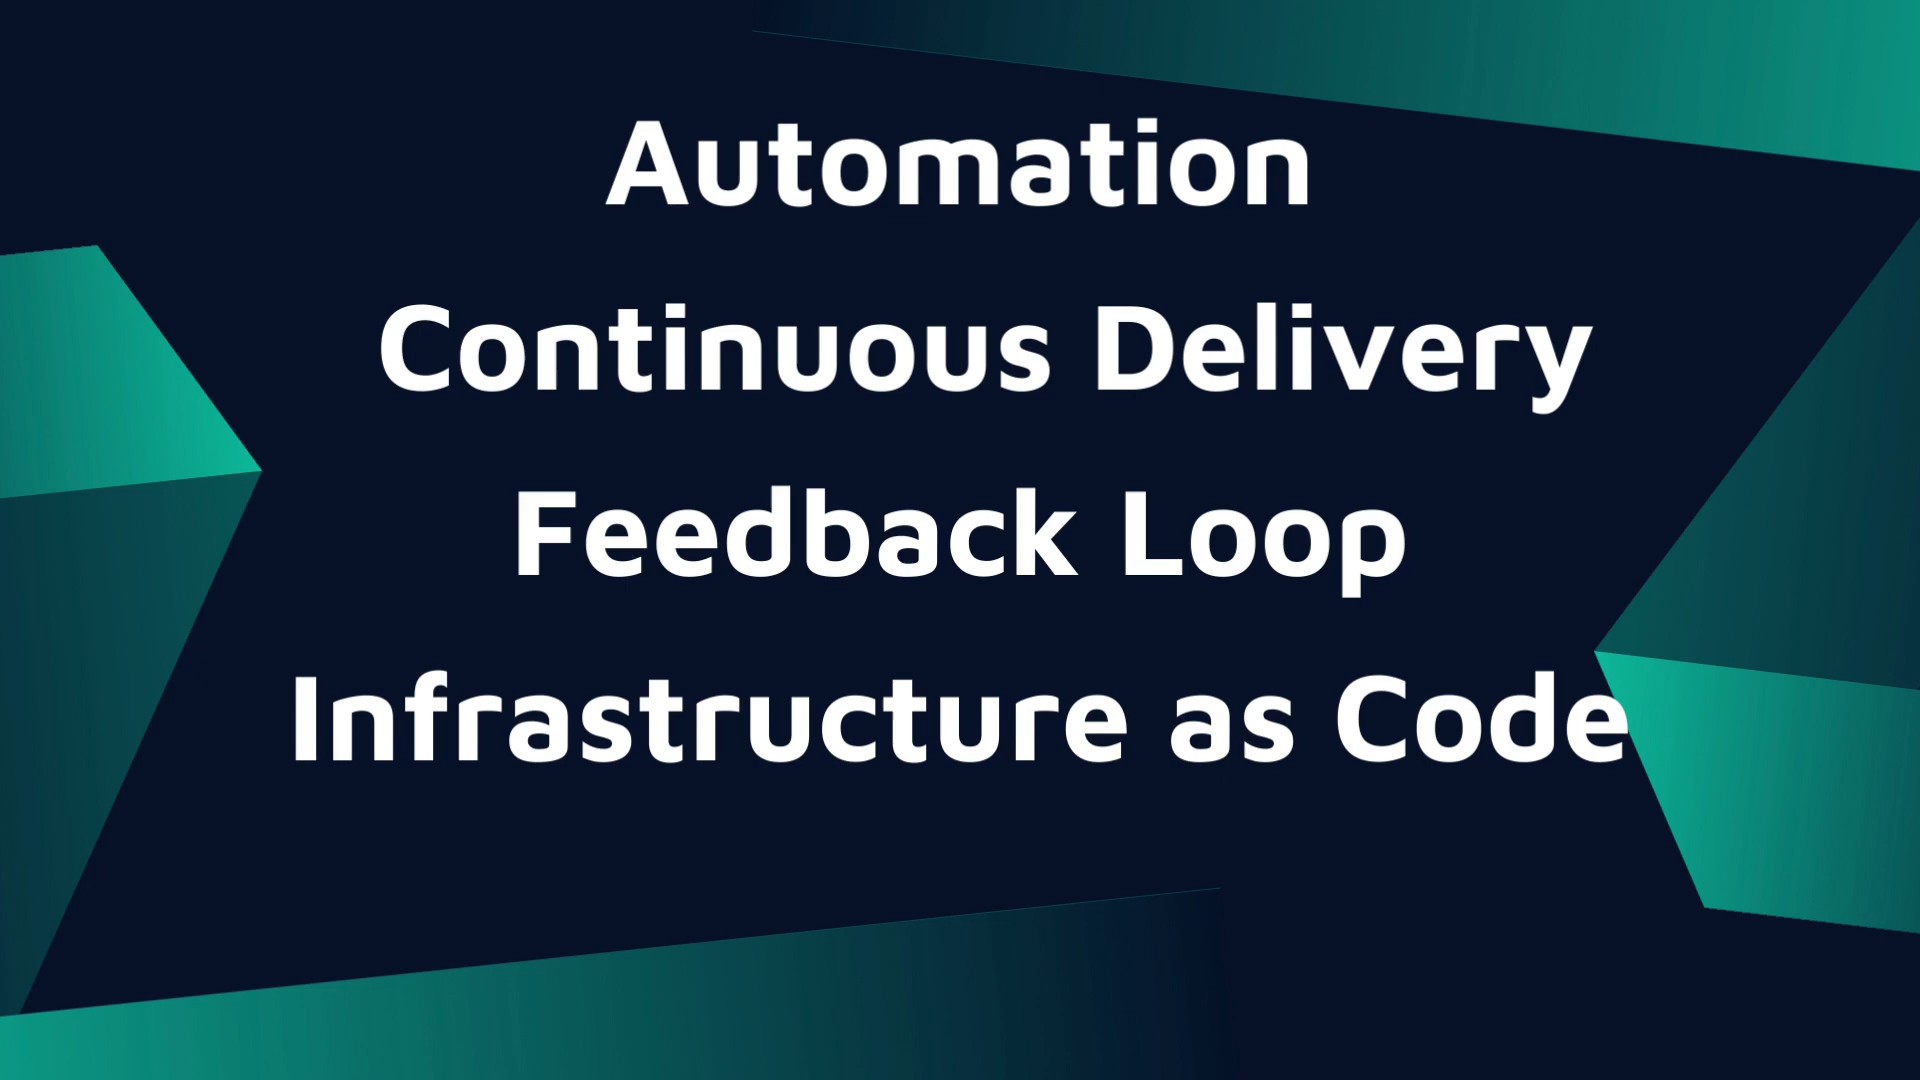 Automation
Continuous Delivery
Feedback Loop
Infrastructure as Code